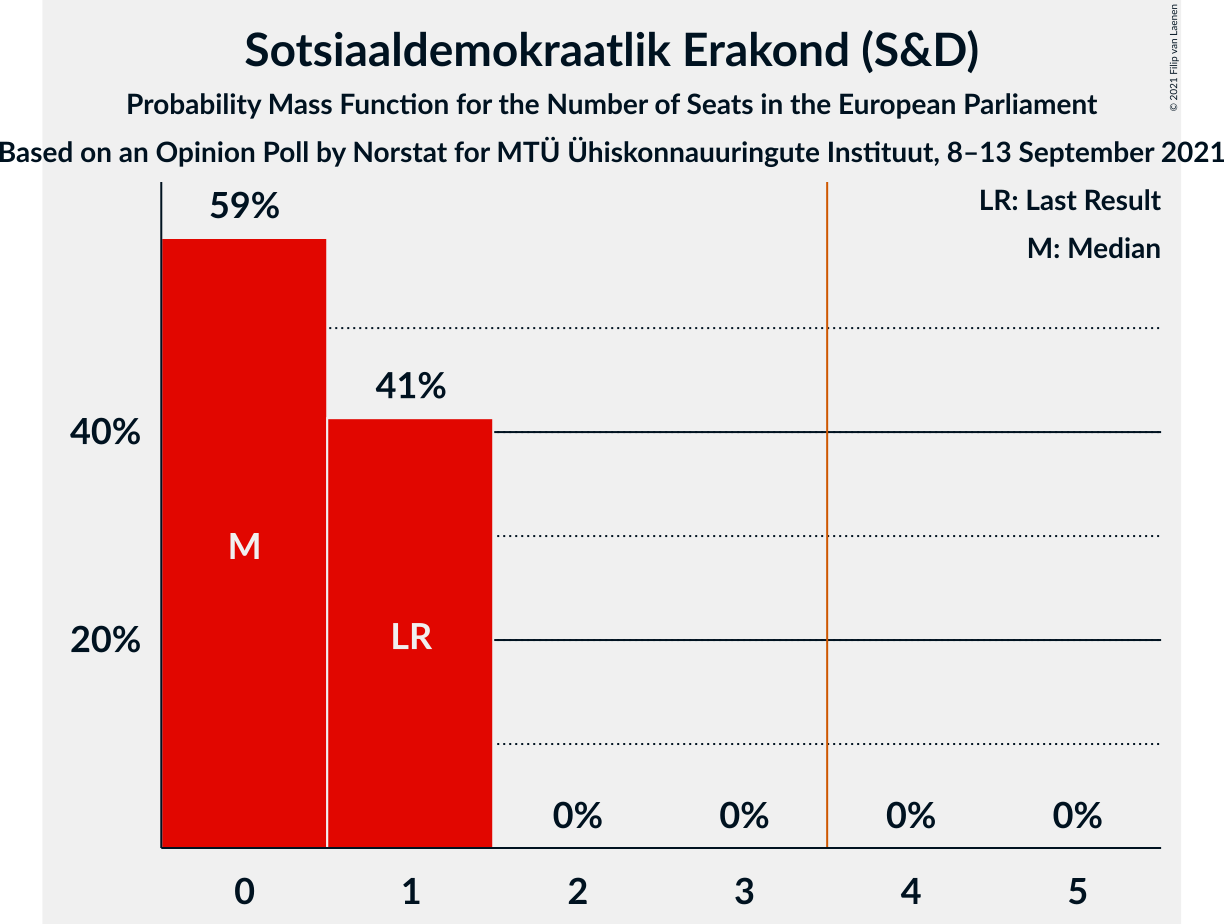 Sotsiaaldemokraatlik Erakond (S&D)
Probability Mass Function for the Number of Seats in the European Parliament
Based on an Opinion Poll by Norstat for MTÜ Ühiskonnauuringute Instituut, 8–13 September 2021
© 2021 Filip van Laenen
LR: Last Result
M: Median
59%
41%
40%
20%
M
LR
0%
0%
0%
0%
0
1
2
3
4
5